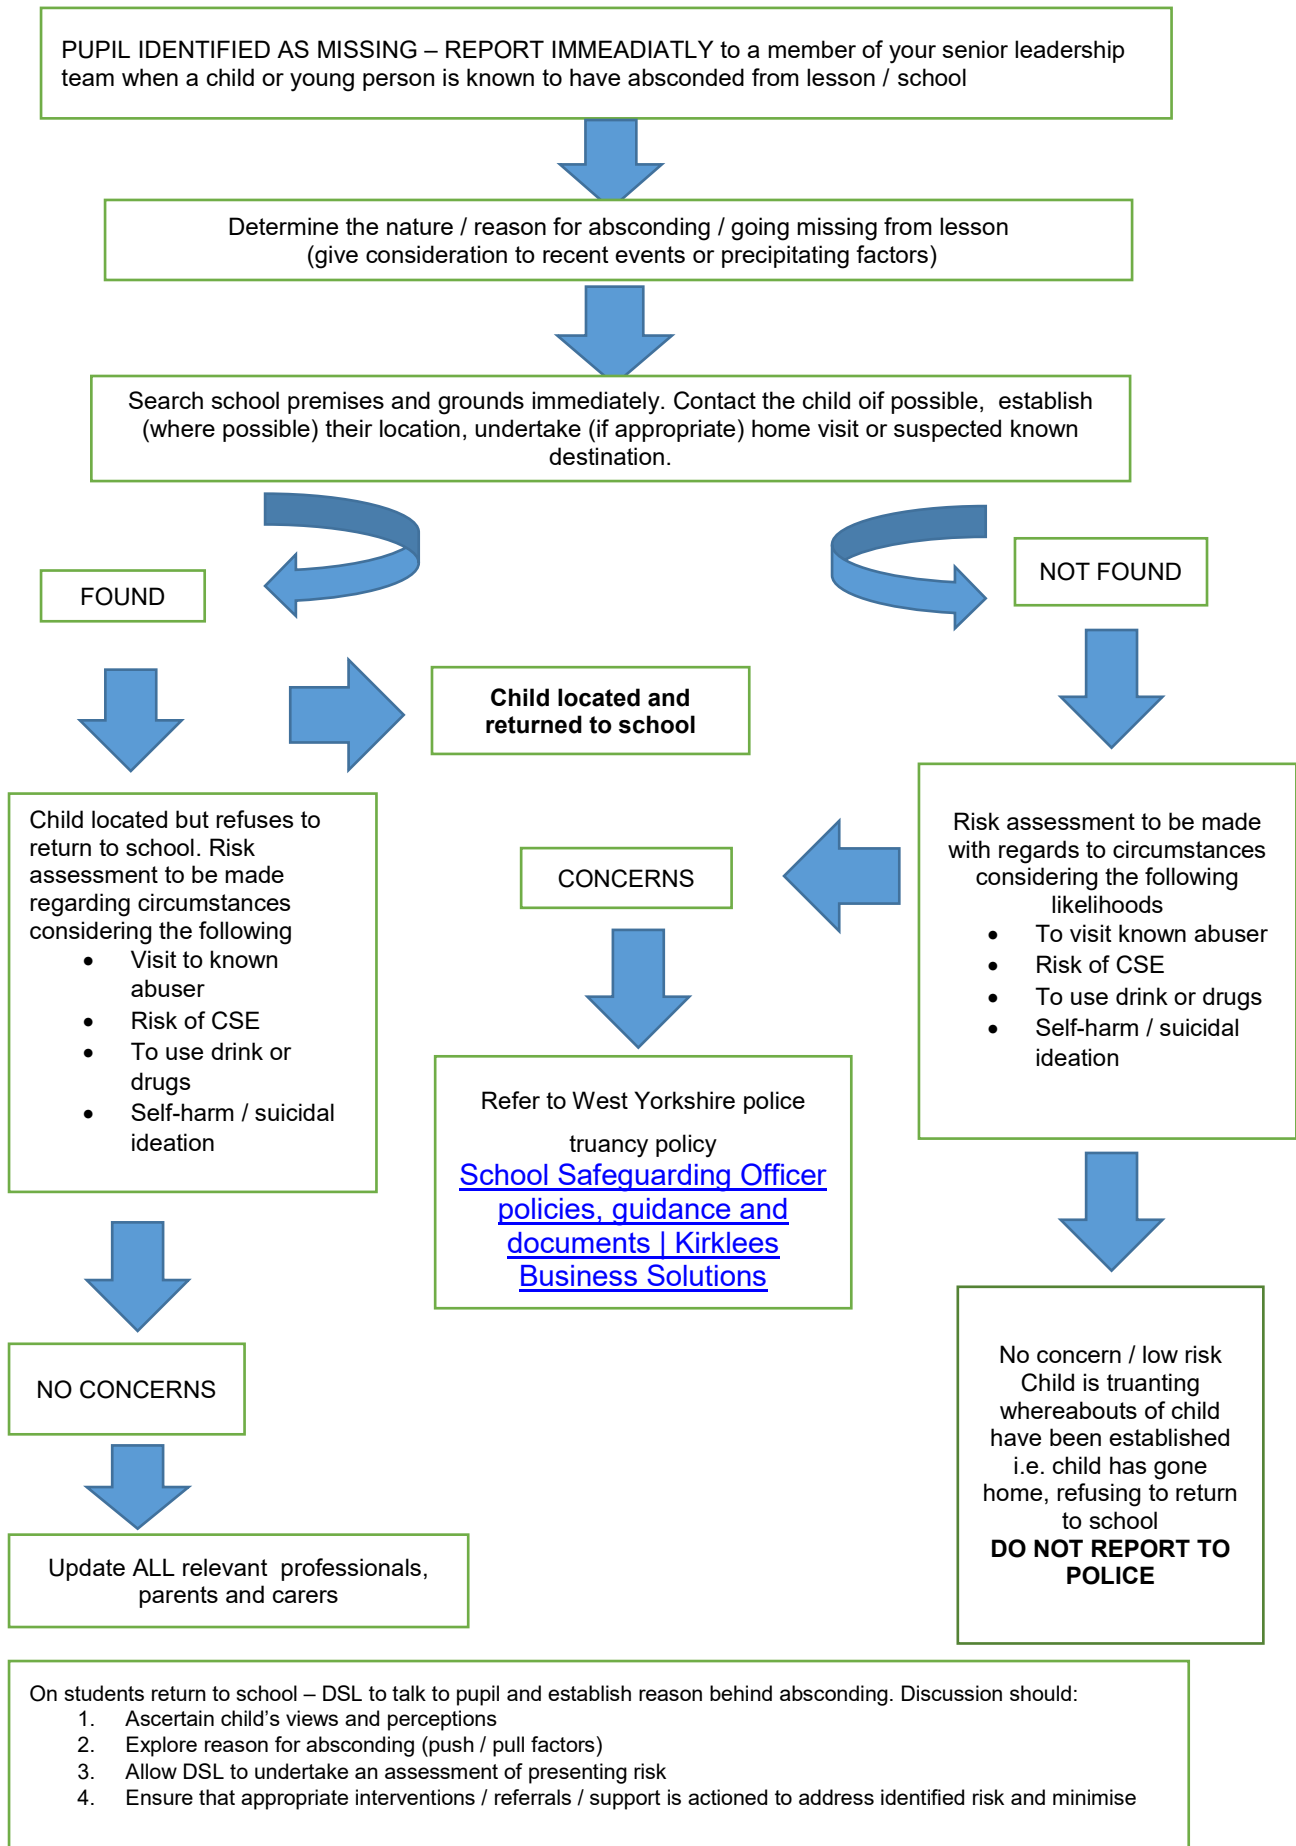 PUPIL IDENTIFIED AS MISSING – REPORT IMMEADIATLY to a member of your senior leadership
team when a child or young person is known to have absconded from lesson / school
Determine the nature / reason for absconding / going missing from lesson
(give consideration to recent events or precipitating factors)
Search school premises and grounds immediately. Contact the child oif possible, establish
(where possible) their location, undertake (if appropriate) home visit or suspected known
destination.
FOUND
NOT FOUND
Child located and
returned to school
Child located but refuses to
return to school. Risk
assessment to be made
regarding circumstances
considering the following
• Visit to known
abuser
• Risk of CSE
• To use drink or
drugs
• Self-harm / suicidal
ideation
CONCERNS
Risk assessment to be made
with regards to circumstances
considering the following
likelihoods
• To visit known abuser
• Risk of CSE
• To use drink or drugs
• Self-harm / suicidal
ideation
Refer to West Yorkshire police
truancy policy
School Safeguarding Officer
policies, guidance and
documents | Kirklees
Business Solutions
NO CONCERNS
No concern / low risk
Child is truanting
whereabouts of child
have been established
i.e. child has gone
home, refusing to return
to school
DO NOT REPORT TO
POLICE
Update ALL relevant professionals,
parents and carers
On students return to school – DSL to talk to pupil and establish reason behind absconding. Discussion should:
1. Ascertain child's views and perceptions
2. Explore reason for absconding (push / pull factors)
3. Allow DSL to undertake an assessment of presenting risk
4. Ensure that appropriate interventions / referrals / support is actioned to address identified risk and minimise